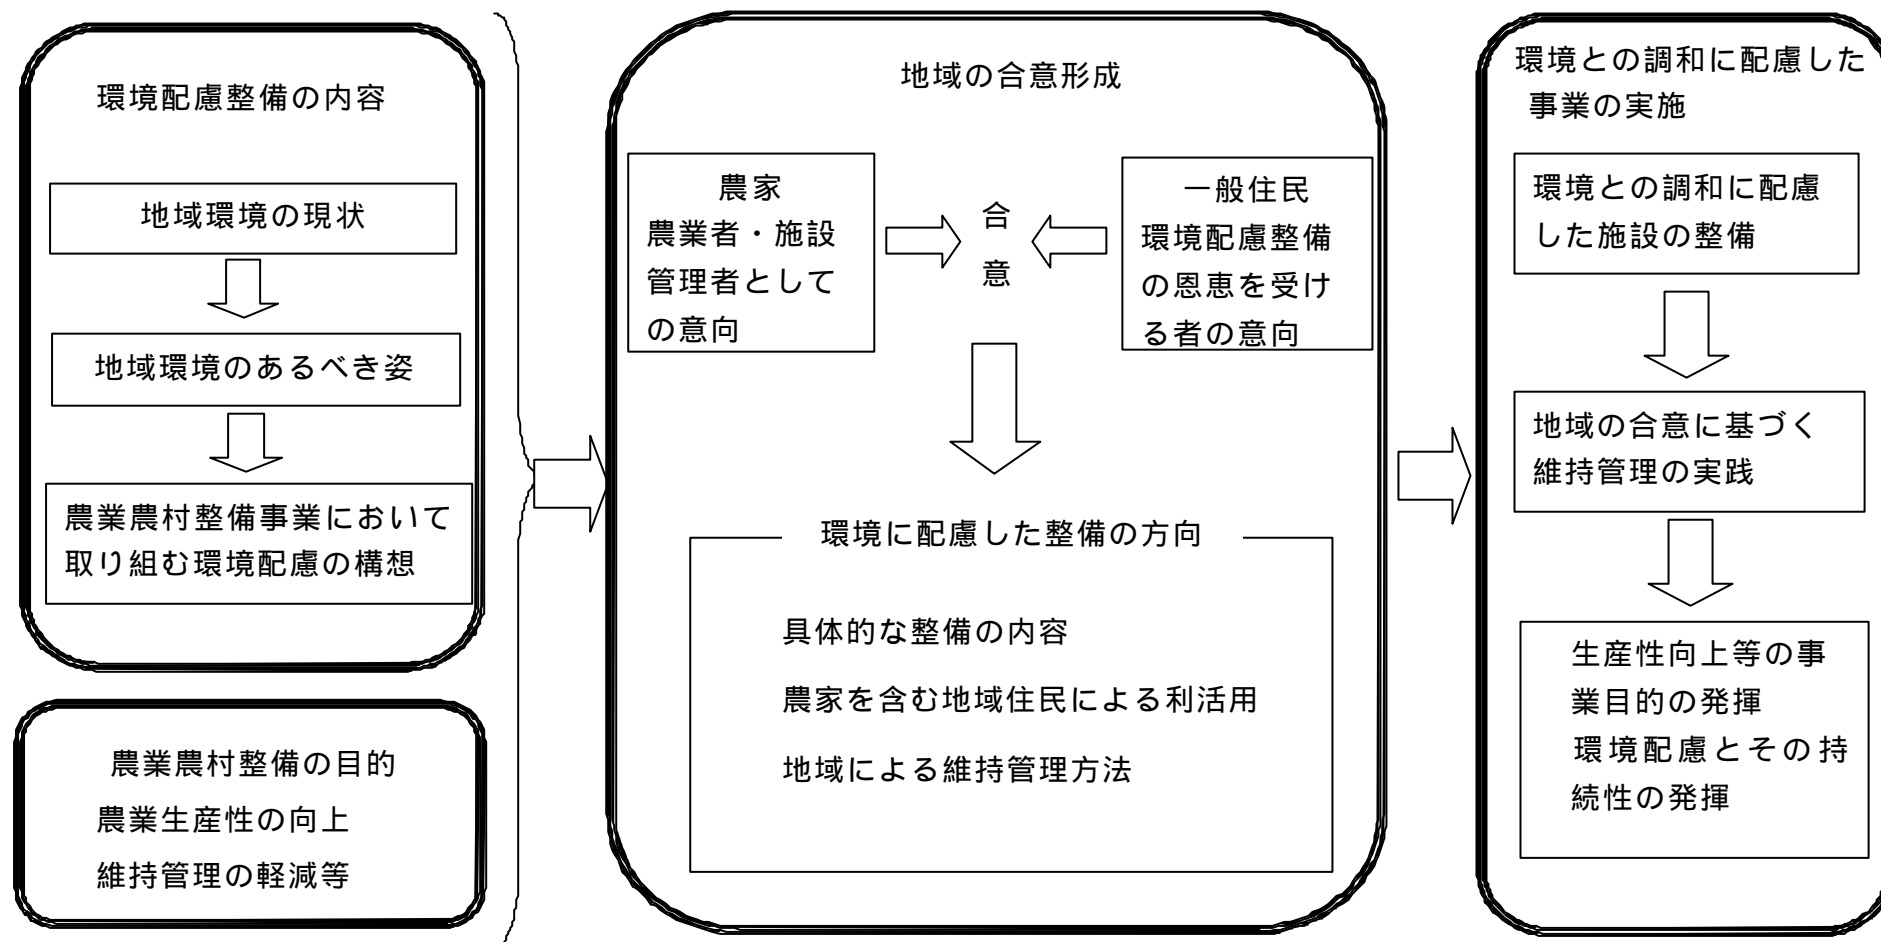 環境配慮整備の内容
地域環境の現状
地域環境のあるべき姿
農業農村整備事業において
取り組む環境配慮の構想
農業農村整備の目的
農業生産性の向上
維持管理の軽減等
地域の合意形成
農家
農業者・施設
管理者として
の意向
合
意
一般住民
環境配慮整備
の恩恵を受け
る者の意向
環境に配慮した整備の方向
具体的な整備の内容
農家を含む地域住民による利活用
地域による維持管理方法
環境との調和に配慮した
事業の実施
環境との調和に配慮
した施設の整備
地域の合意に基づく
維持管理の実践
生産性向上等の事
業目的の発揮
環境配慮とその持
続性の発揮